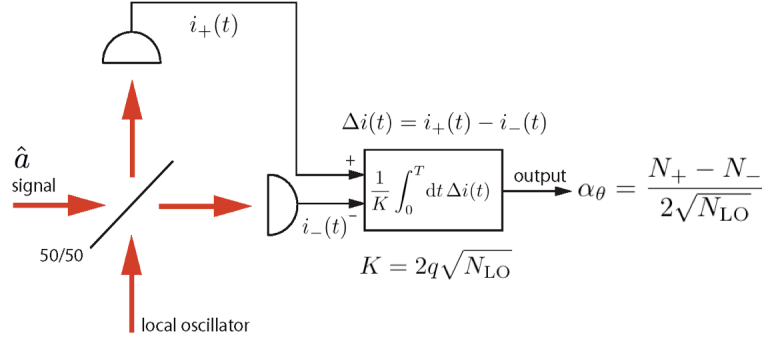 i₊(t)
Δi(t) = i₊(t) − i₋(t)
â
signal
+
1/K ∫₀ᵀ dt Δi(t)
output
α_θ = (N₊ − N₋)/(2√N_LO)
i₋(t)
−
50/50
K = 2q√N_LO
local oscillator